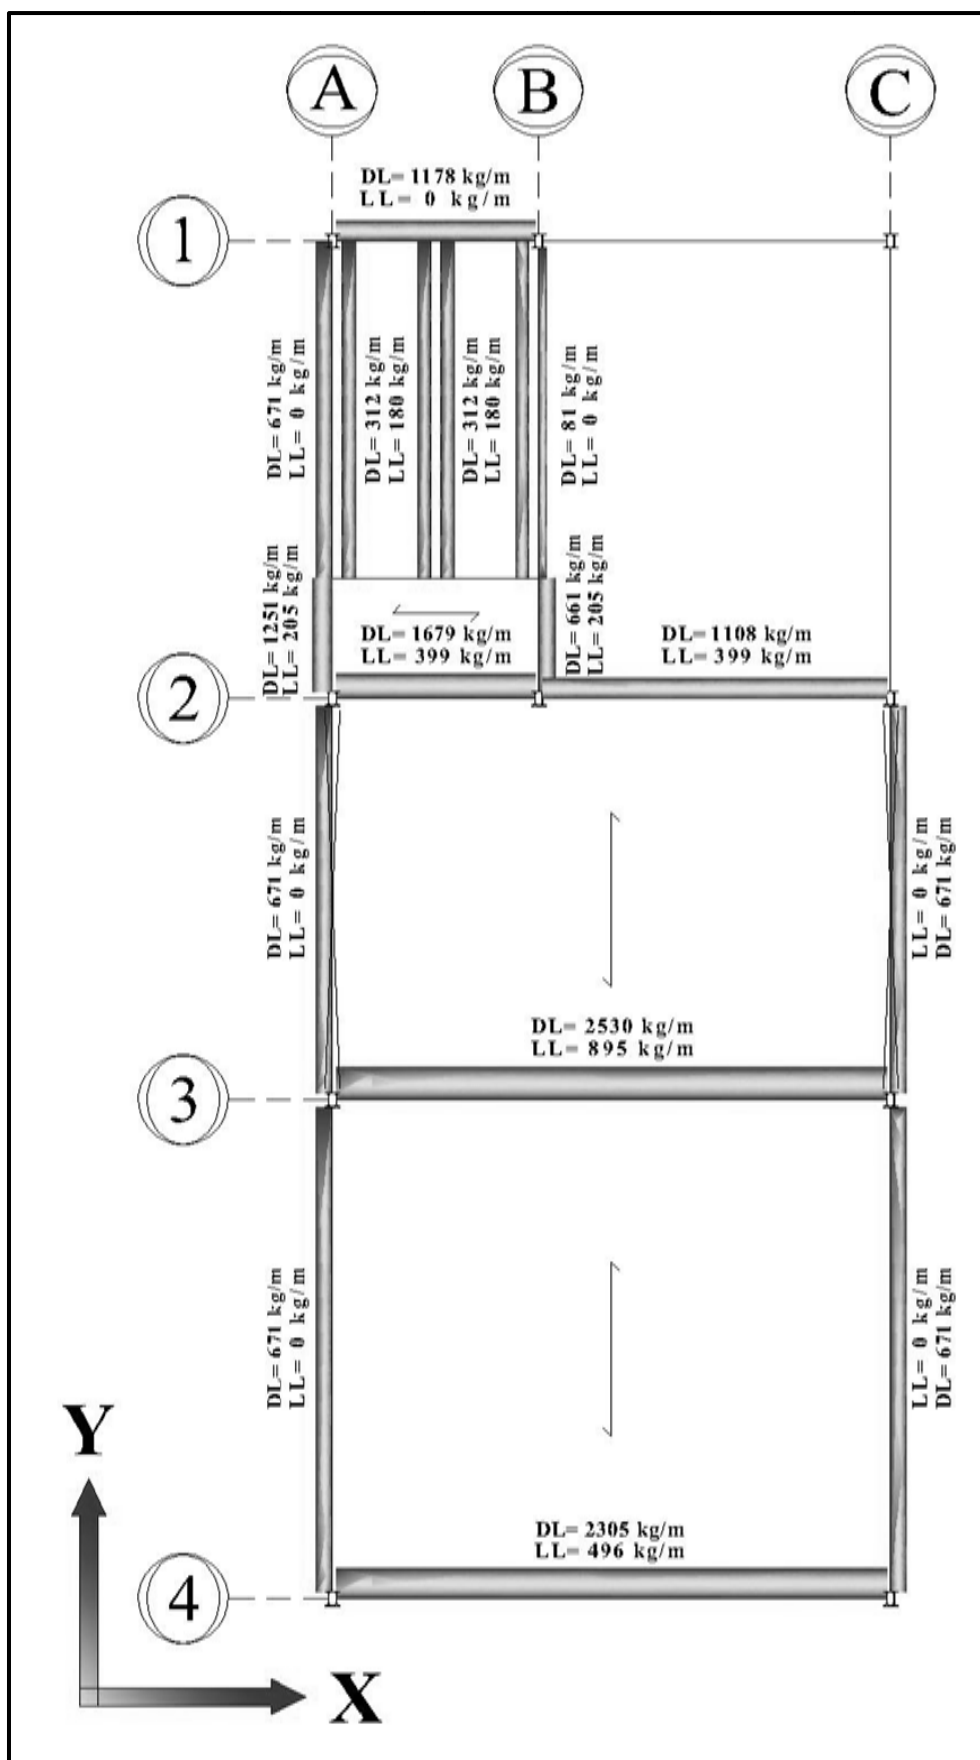 A
B
C
DL= 1178 kg/m
LL= 0 kg/m
1
DL= 671 kg/m
LL= 0 kg/m
DL= 312 kg/m
LL= 180 kg/m
DL= 312 kg/m
LL= 180 kg/m
DL= 81 kg/m
LL= 0 kg/m
DL= 1251 kg/m
LL= 205 kg/m
DL= 1679 kg/m
LL= 399 kg/m
DL= 661 kg/m
LL= 205 kg/m
DL= 1108 kg/m
LL= 399 kg/m
2
DL= 671 kg/m
LL= 0 kg/m
LL= 0 kg/m
DL= 671 kg/m
DL= 2530 kg/m
LL= 895 kg/m
3
DL= 671 kg/m
LL= 0 kg/m
LL= 0 kg/m
DL= 671 kg/m
Y
DL= 2305 kg/m
LL= 496 kg/m
4
X